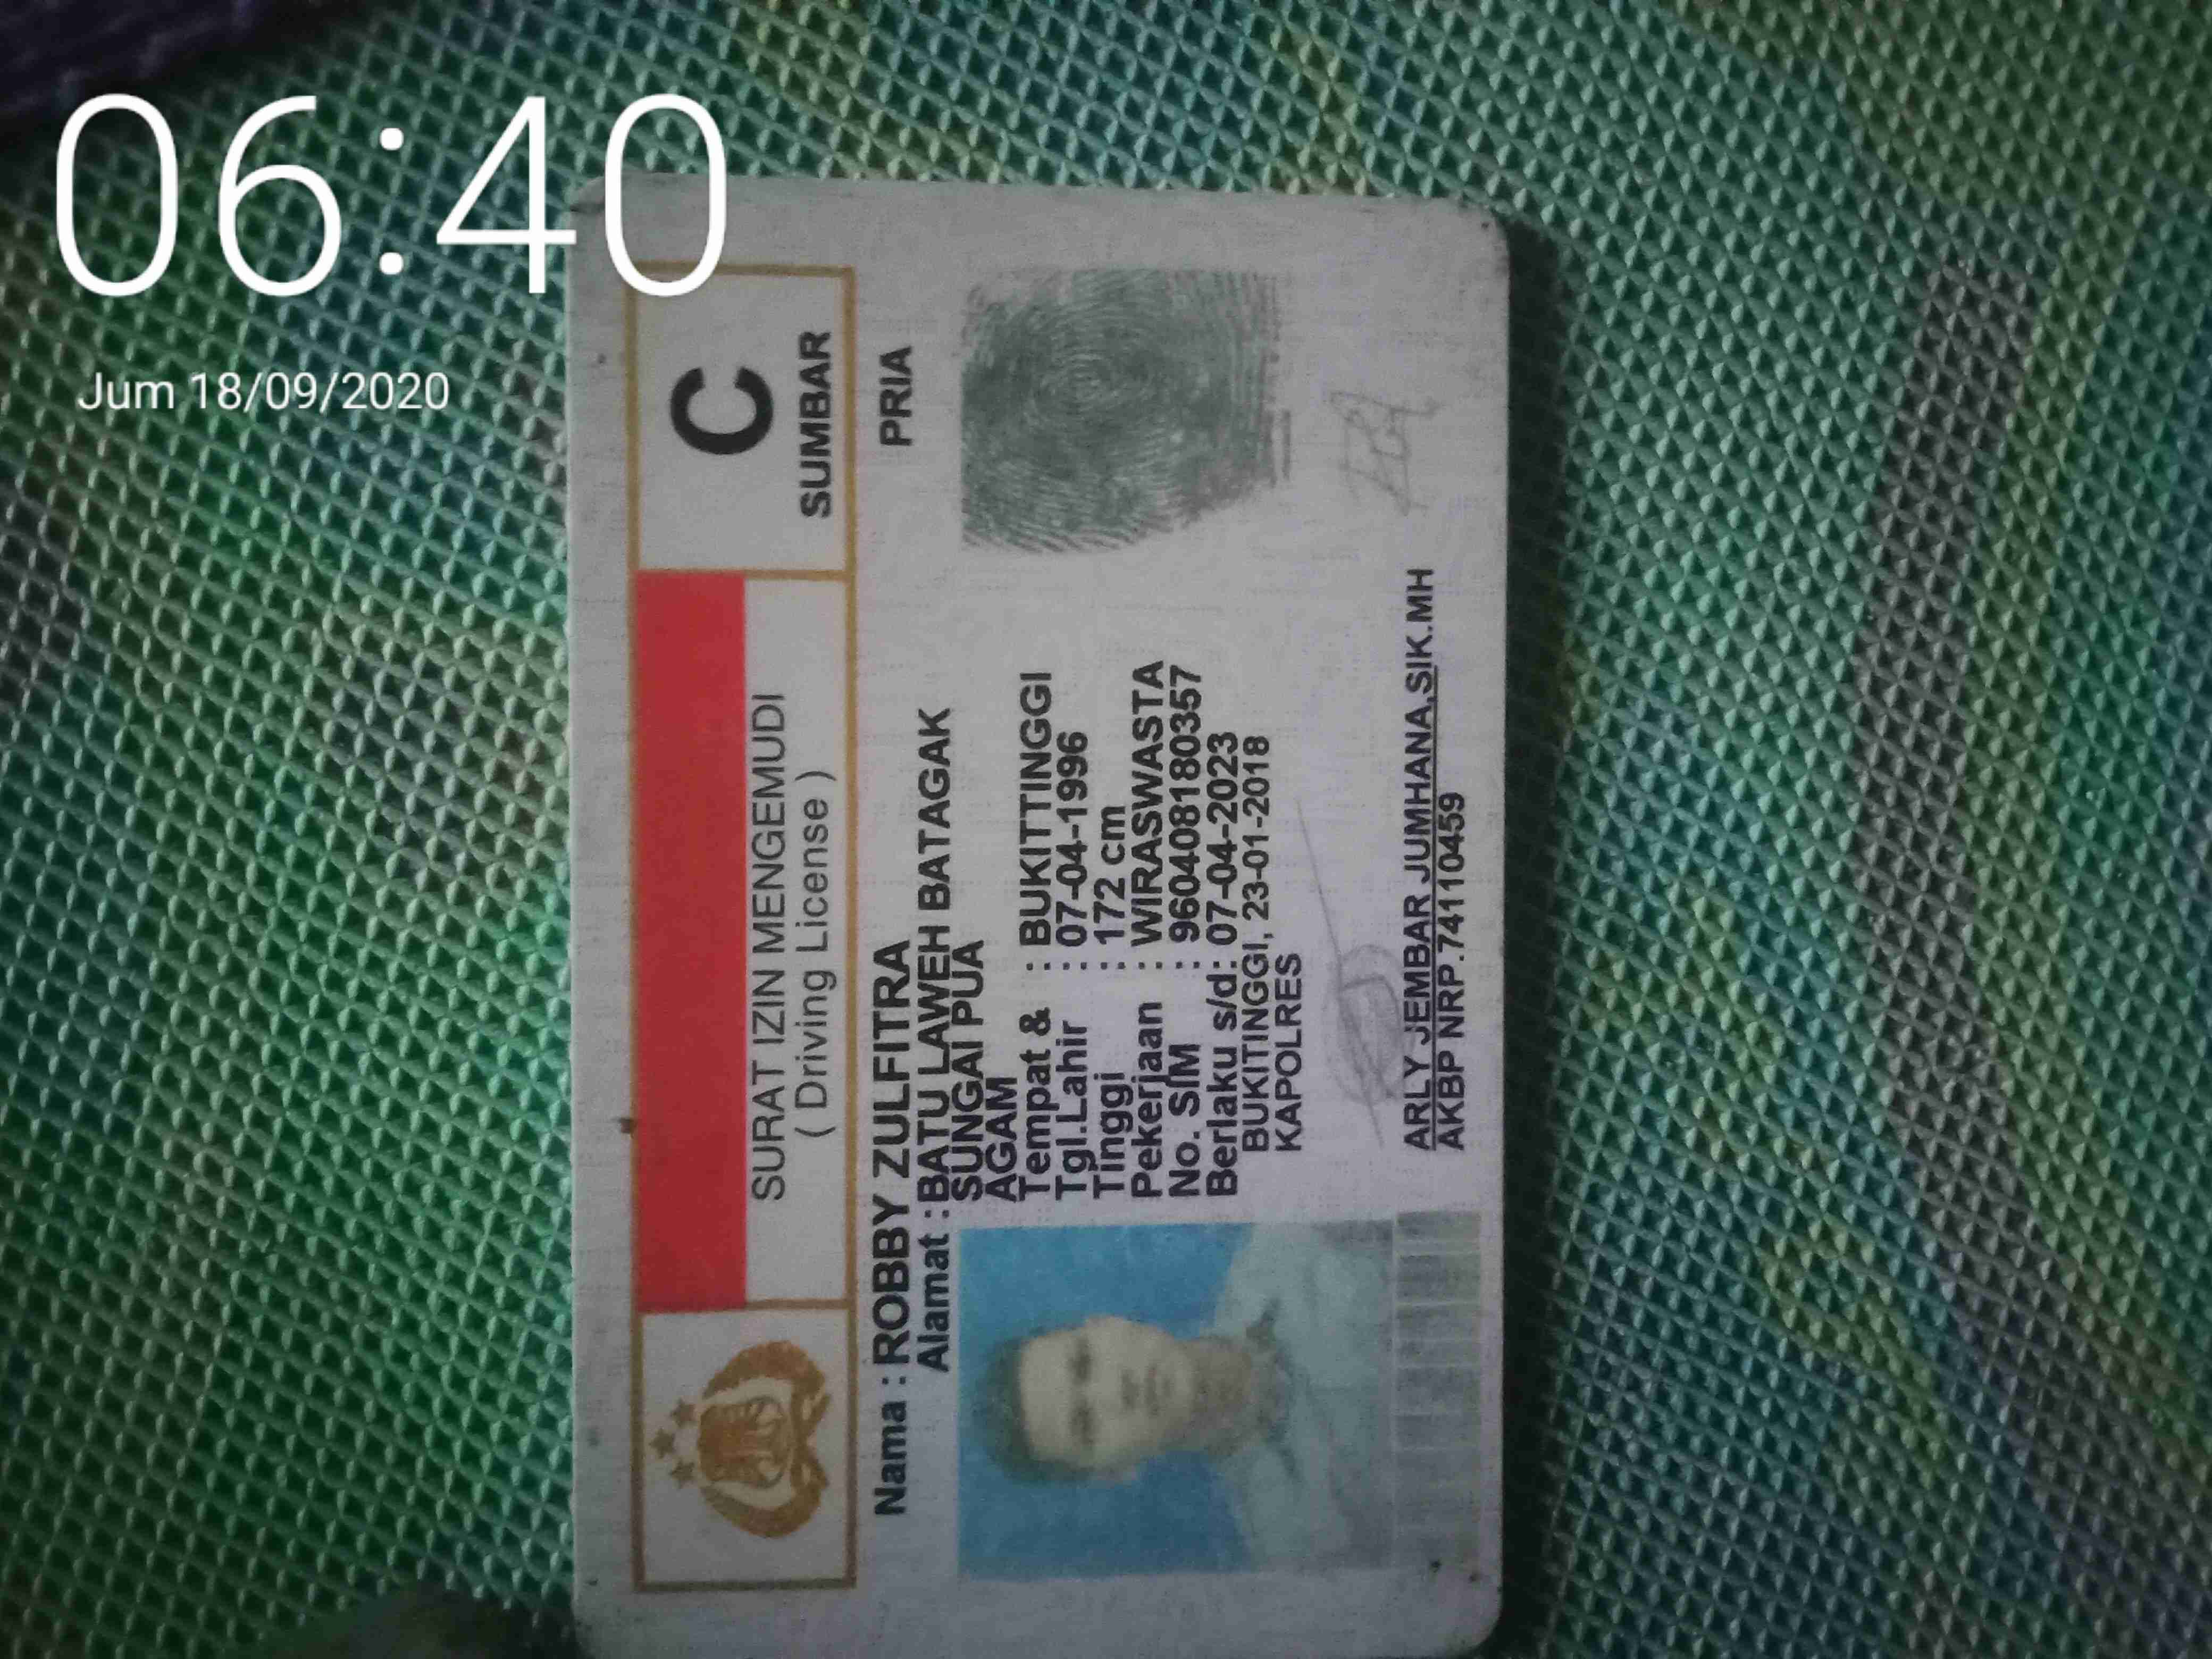 06:40
Jum 18/09/2020
SURAT IZIN MENGEMUDI
( Driving License )
C
SUMBAR
Nama : ROBBY ZULFITRA
PRIA
Alamat : BATU LAWEH BATAGAK
SUNGAI PUA
AGAM
Tempat & : BUKITTINGGI
Tgl.Lahir : 07-04-1996
Tinggi : 172 cm
Pekerjaan : WIRASWASTA
No. SIM : 960408180357
Berlaku s/d: 07-04-2023
BUKITINGGI, 23-01-2018
KAPOLRES
ARLY JEMBAR JUMHANA,SIK.MH
AKBP NRP.74110459